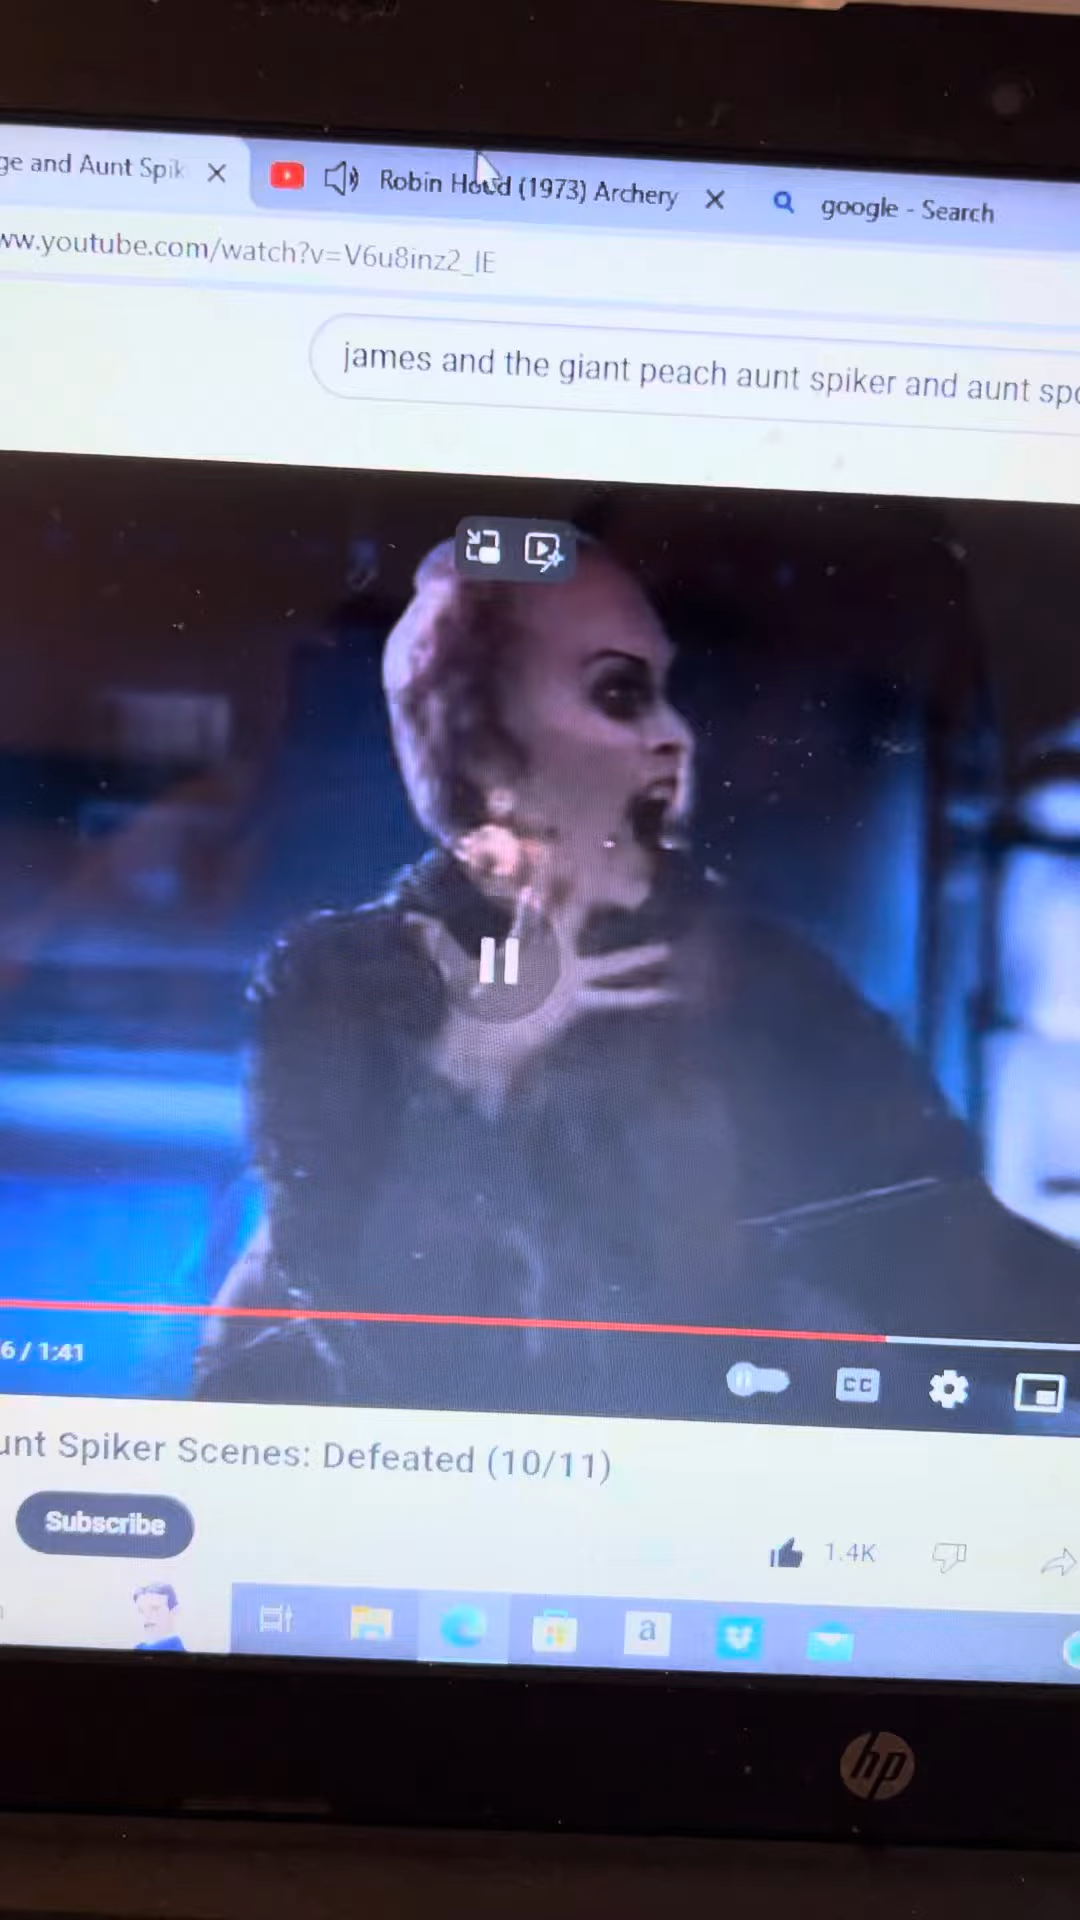 ge and Aunt Spik
Robin Hood (1973) Archery
google - Search
ww.youtube.com/watch?v=V6u8inz2_IE
james and the giant peach aunt spiker and aunt spo
6 / 1:41
CC
unt Spiker Scenes: Defeated (10/11)
Subscribe
1.4K
a
hp